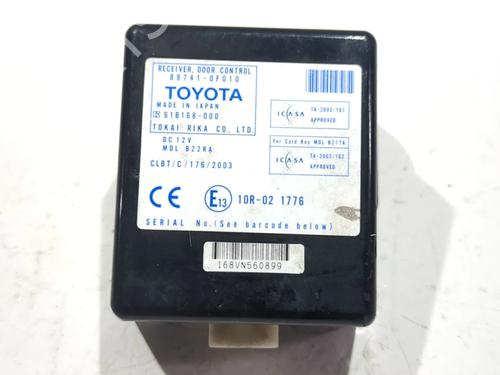 RECEIVER, DOOR CONTROL
89741-0F010
TOYOTA
MADE IN JAPAN
61B168-000
TOKAI RIKA CO., LTD.
DC 12V
MDL B22RA
CLBT/C/176/2003
ICASA
TA-2003/161
APPROVED
For Card Key MDL B21TA
ICASA
TA-2003/162
APPROVED
CE E13 10R-02 1776
SERIAL No. (See barcode below)
168VN560899